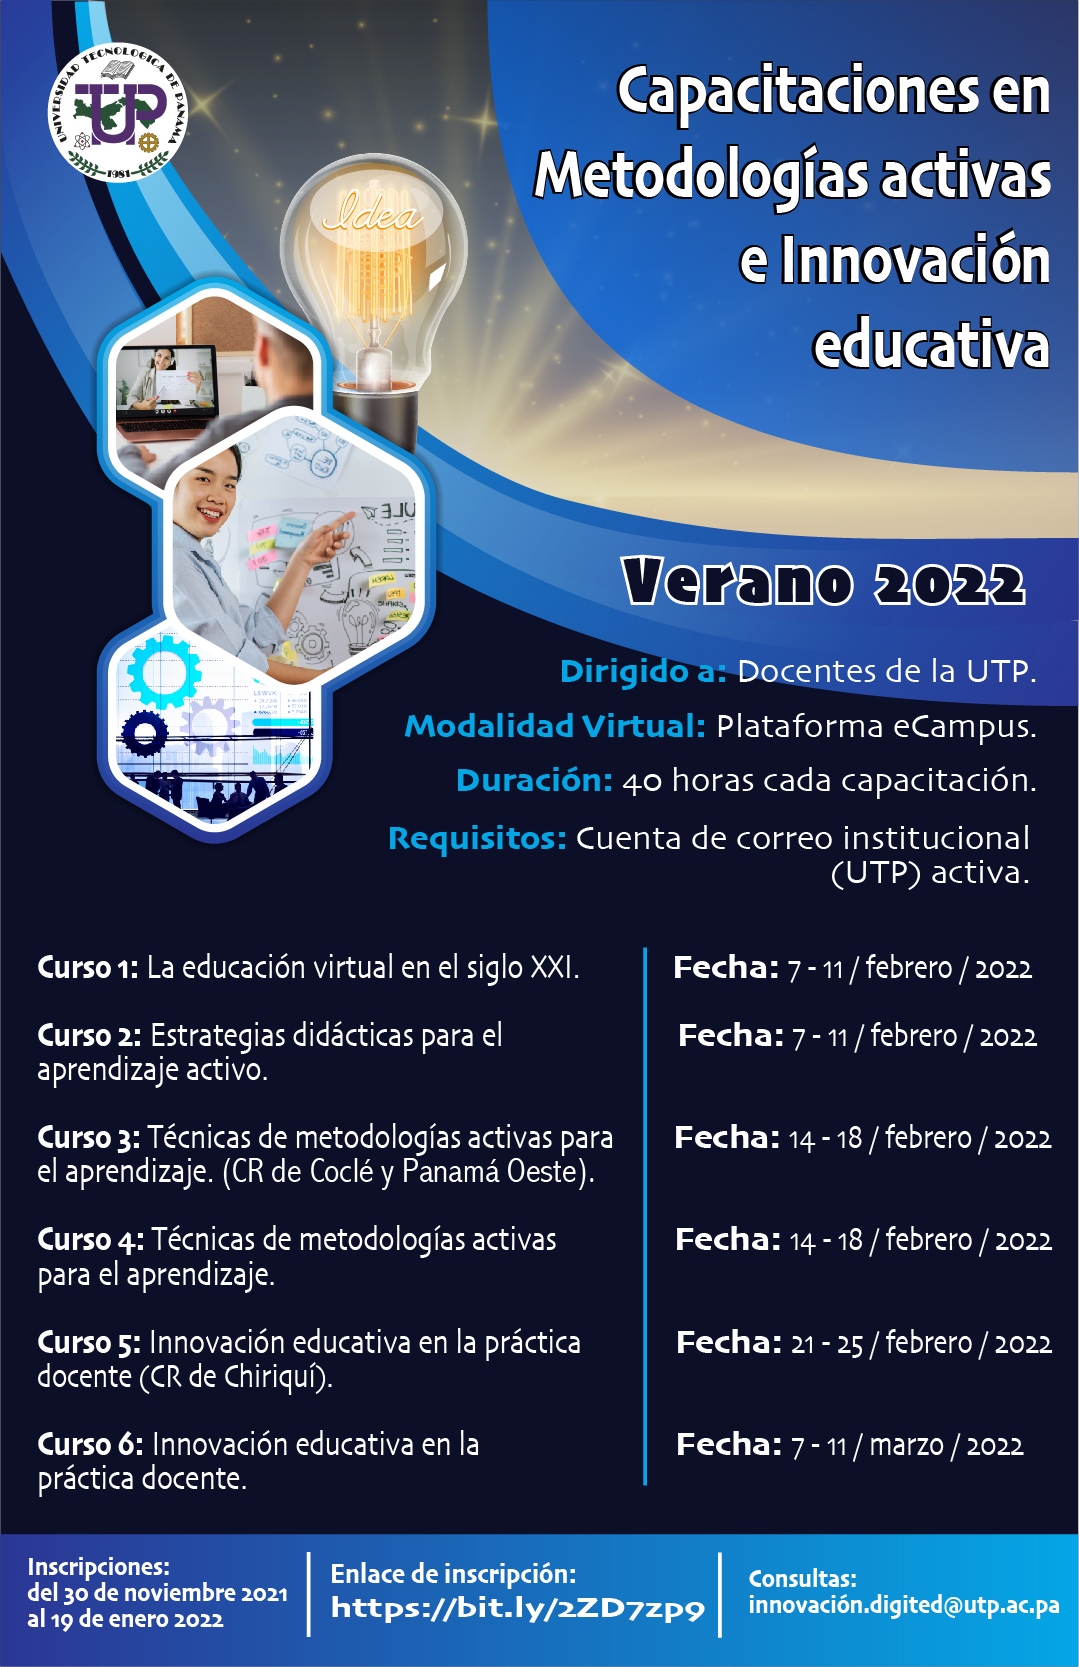 UNIVERSIDAD TECNOLOGICA DE PANAMA
UTP
1981
Capacitaciones en
Metodologías activas
e Innovación
educativa
Idea
Verano 2022
Dirigido a: Docentes de la UTP.
Modalidad Virtual: Plataforma eCampus.
Duración: 40 horas cada capacitación.
Requisitos: Cuenta de correo institucional
(UTP) activa.
Curso 1: La educación virtual en el siglo XXI.
Fecha: 7 - 11 / febrero / 2022
Curso 2: Estrategias didácticas para el
aprendizaje activo.
Fecha: 7 - 11 / febrero / 2022
Curso 3: Técnicas de metodologías activas para
el aprendizaje. (CR de Coclé y Panamá Oeste).
Fecha: 14 - 18 / febrero / 2022
Curso 4: Técnicas de metodologías activas
para el aprendizaje.
Fecha: 14 - 18 / febrero / 2022
Curso 5: Innovación educativa en la práctica
docente (CR de Chiriquí).
Fecha: 21 - 25 / febrero / 2022
Curso 6: Innovación educativa en la
práctica docente.
Fecha: 7 - 11 / marzo / 2022
Inscripciones:
del 30 de noviembre 2021
al 19 de enero 2022
Enlace de inscripción:
https://bit.ly/2ZD7zp9
Consultas:
innovación.digited@utp.ac.pa